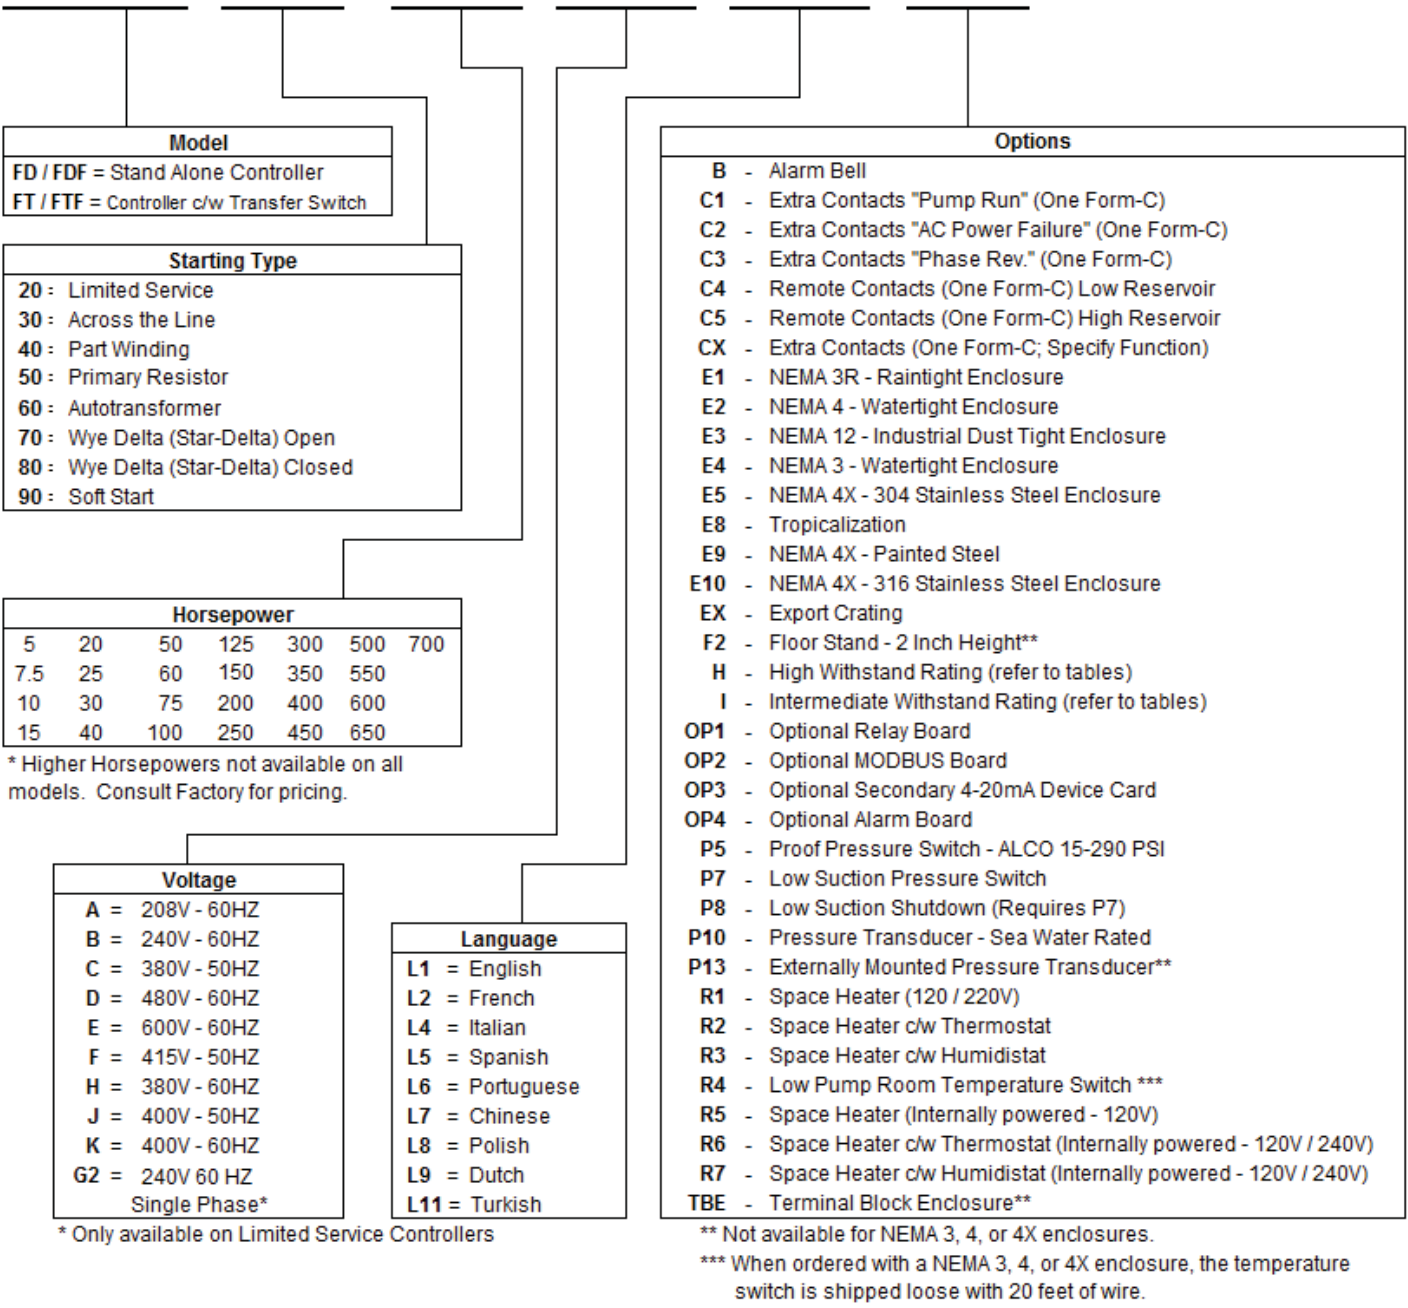 Model
FD / FDF = Stand Alone Controller
FT / FTF = Controller c/w Transfer Switch
Starting Type
20 : Limited Service
30 : Across the Line
40 : Part Winding
50 : Primary Resistor
60 : Autotransformer
70 : Wye Delta (Star-Delta) Open
80 : Wye Delta (Star-Delta) Closed
90 : Soft Start
Horsepower
5 20 50 125 300 500 700
7.5 25 60 150 350 550
10 30 75 200 400 600
15 40 100 250 450 650
* Higher Horsepowers not available on all
models. Consult Factory for pricing.
Voltage
A = 208V - 60HZ
B = 240V - 60HZ
C = 380V - 50HZ
D = 480V - 60HZ
E = 600V - 60HZ
F = 415V - 50HZ
H = 380V - 60HZ
J = 400V - 50HZ
K = 400V - 60HZ
G2 = 240V 60 HZ
Single Phase*
* Only available on Limited Service Controllers
Language
L1 = English
L2 = French
L4 = Italian
L5 = Spanish
L6 = Portuguese
L7 = Chinese
L8 = Polish
L9 = Dutch
L11 = Turkish
Options
B - Alarm Bell
C1 - Extra Contacts "Pump Run" (One Form-C)
C2 - Extra Contacts "AC Power Failure" (One Form-C)
C3 - Extra Contacts "Phase Rev." (One Form-C)
C4 - Remote Contacts (One Form-C) Low Reservoir
C5 - Remote Contacts (One Form-C) High Reservoir
CX - Extra Contacts (One Form-C; Specify Function)
E1 - NEMA 3R - Raintight Enclosure
E2 - NEMA 4 - Watertight Enclosure
E3 - NEMA 12 - Industrial Dust Tight Enclosure
E4 - NEMA 3 - Watertight Enclosure
E5 - NEMA 4X - 304 Stainless Steel Enclosure
E8 - Tropicalization
E9 - NEMA 4X - Painted Steel
E10 - NEMA 4X - 316 Stainless Steel Enclosure
EX - Export Crating
F2 - Floor Stand - 2 Inch Height**
H - High Withstand Rating (refer to tables)
I - Intermediate Withstand Rating (refer to tables)
OP1 - Optional Relay Board
OP2 - Optional MODBUS Board
OP3 - Optional Secondary 4-20mA Device Card
OP4 - Optional Alarm Board
P5 - Proof Pressure Switch - ALCO 15-290 PSI
P7 - Low Suction Pressure Switch
P8 - Low Suction Shutdown (Requires P7)
P10 - Pressure Transducer - Sea Water Rated
P13 - Externally Mounted Pressure Transducer**
R1 - Space Heater (120 / 220V)
R2 - Space Heater c/w Thermostat
R3 - Space Heater c/w Humidistat
R4 - Low Pump Room Temperature Switch ***
R5 - Space Heater (Internally powered - 120V)
R6 - Space Heater c/w Thermostat (Internally powered - 120V / 240V)
R7 - Space Heater c/w Humidistat (Internally powered - 120V / 240V)
TBE - Terminal Block Enclosure**
** Not available for NEMA 3, 4, or 4X enclosures.
*** When ordered with a NEMA 3, 4, or 4X enclosure, the temperature
switch is shipped loose with 20 feet of wire.